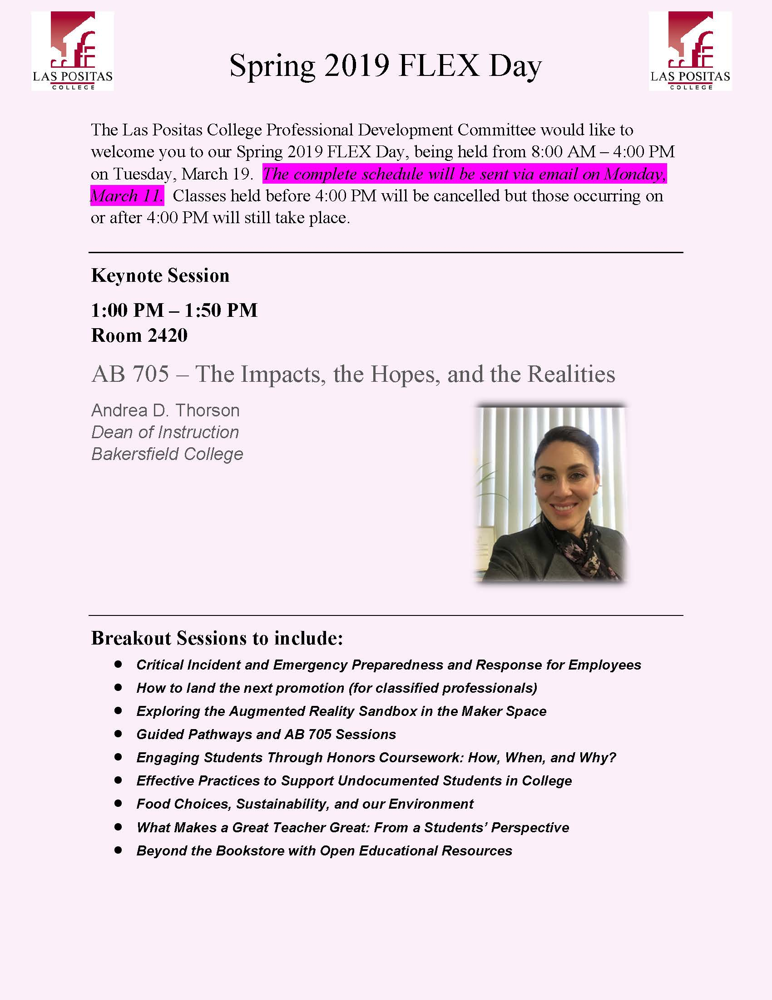 LAS POSITAS
COLLEGE
Spring 2019 FLEX Day
LAS POSITAS
COLLEGE
The Las Positas College Professional Development Committee would like to
welcome you to our Spring 2019 FLEX Day, being held from 8:00 AM – 4:00 PM
on Tuesday, March 19.  The complete schedule will be sent via email on Monday,
March 11.  Classes held before 4:00 PM will be cancelled but those occurring on
or after 4:00 PM will still take place.
Keynote Session
1:00 PM – 1:50 PM
Room 2420
AB 705 – The Impacts, the Hopes, and the Realities
Andrea D. Thorson
Dean of Instruction
Bakersfield College
Breakout Sessions to include:
● Critical Incident and Emergency Preparedness and Response for Employees
● How to land the next promotion (for classified professionals)
● Exploring the Augmented Reality Sandbox in the Maker Space
● Guided Pathways and AB 705 Sessions
● Engaging Students Through Honors Coursework: How, When, and Why?
● Effective Practices to Support Undocumented Students in College
● Food Choices, Sustainability, and our Environment
● What Makes a Great Teacher Great: From a Students’ Perspective
● Beyond the Bookstore with Open Educational Resources